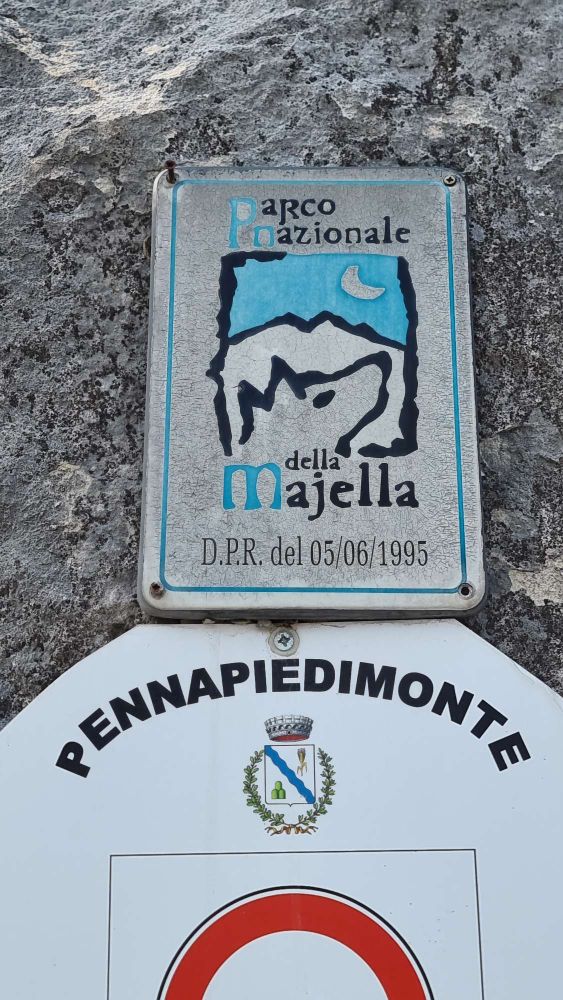 Parco
nazionale
della
majella
D.P.R. del 05/06/1995
PENNAPIEDIMONTE